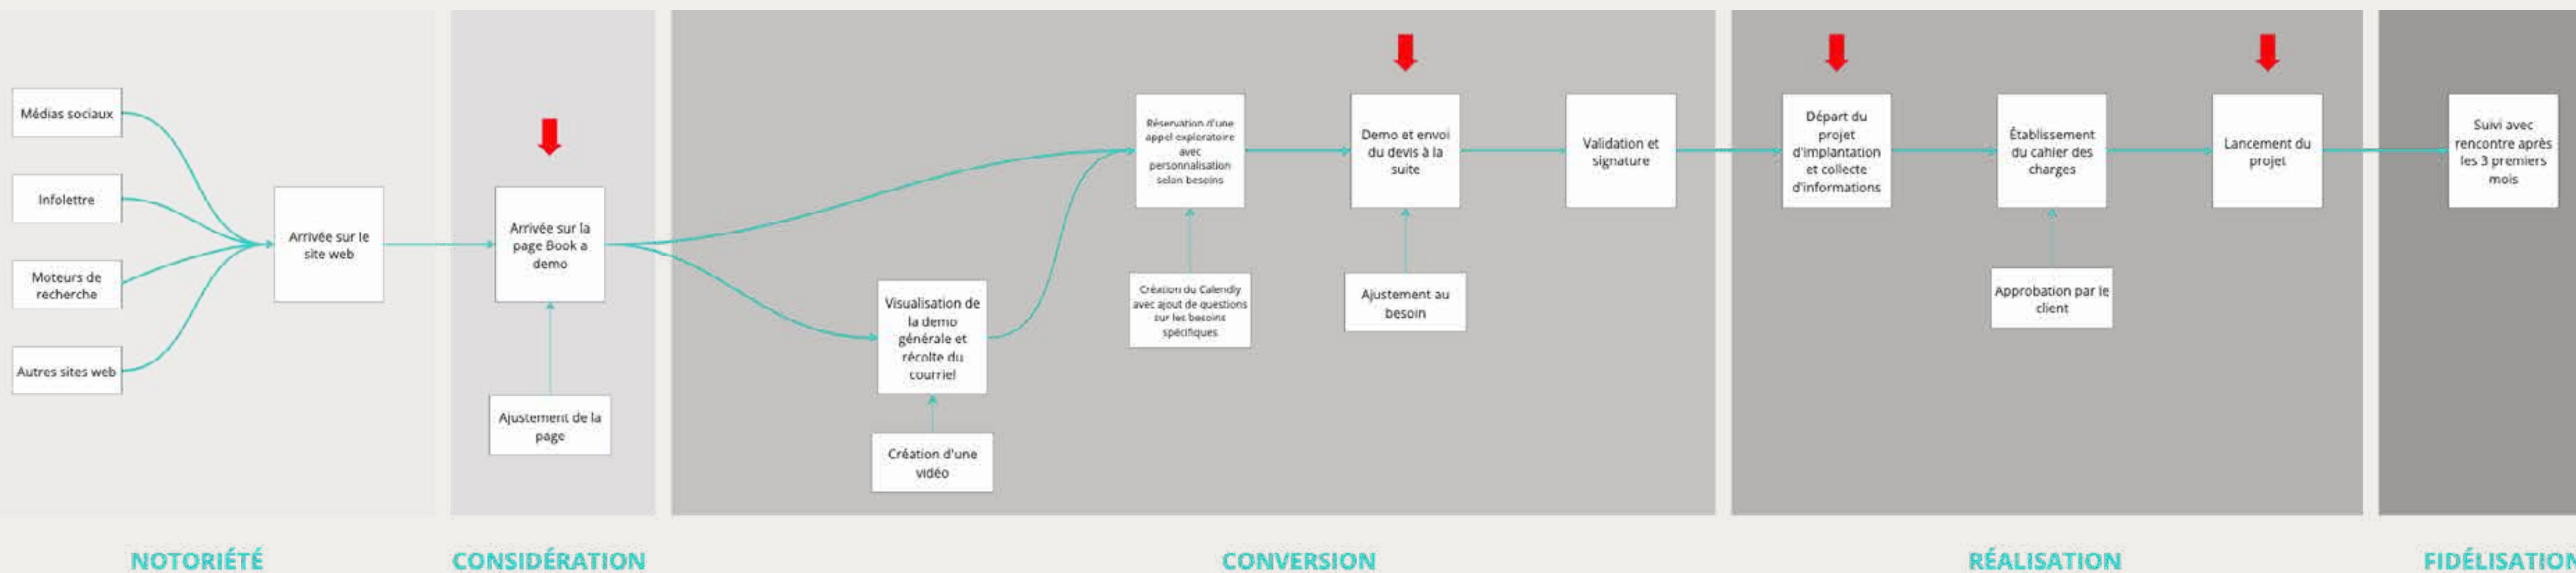 Médias sociaux
Infolettre
Moteurs de
recherche
Autres sites web
Arrivée sur le
site web
Arrivée sur la
page Book a
demo
Ajustement de la
page
Visualisation de
la demo
générale et
récolte du
courriel
Création d'une
vidéo
Réservation d'une
appel exploratoire
avec
personnalisation
selon besoins
Création du Calendly
avec ajout de questions
sur les besoins
spécifiques
Demo et envoi
du devis à la
suite
Ajustement au
besoin
Validation et
signature
Départ du
projet
d'implantation
et collecte
d'informations
Établissement
du cahier des
charges
Approbation par le
client
Lancement du
projet
Suivi avec
rencontre après
les 3 premiers
mois
NOTORIÉTÉ
CONSIDÉRATION
CONVERSION
RÉALISATION
FIDÉLISATION